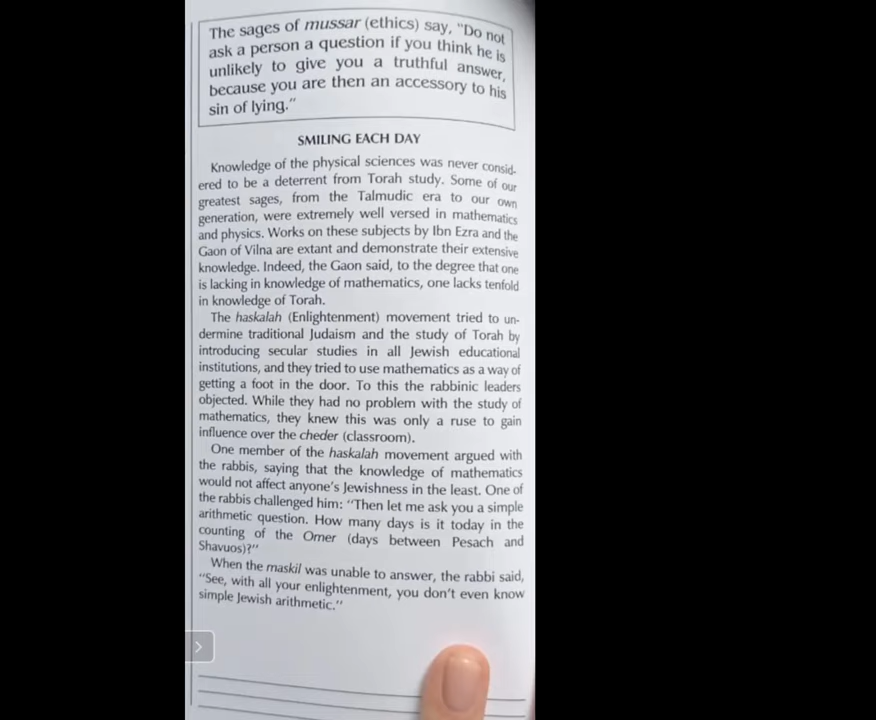 The sages of mussar (ethics) say, "Do not
ask a person a question if you think he is
unlikely to give you a truthful answer,
because you are then an accessory to his
sin of lying."
SMILING EACH DAY
Knowledge of the physical sciences was never consid-
ered to be a deterrent from Torah study. Some of our
greatest sages, from the Talmudic era to our own
generation, were extremely well versed in mathematics
and physics. Works on these subjects by Ibn Ezra and the
Gaon of Vilna are extant and demonstrate their extensive
knowledge. Indeed, the Gaon said, to the degree that one
is lacking in knowledge of mathematics, one lacks tenfold
in knowledge of Torah.
The haskalah (Enlightenment) movement tried to un-
dermine traditional Judaism and the study of Torah by
introducing secular studies in all Jewish educational
institutions, and they tried to use mathematics as a way of
getting a foot in the door. To this the rabbinic leaders
objected. While they had no problem with the study of
mathematics, they knew this was only a ruse to gain
influence over the cheder (classroom).
One member of the haskalah movement argued with
the rabbis, saying that the knowledge of mathematics
would not affect anyone's Jewishness in the least. One of
the rabbis challenged him: "Then let me ask you a simple
arithmetic question. How many days is it today in the
counting of the Omer (days between Pesach and
Shavuos)?"
When the maskil was unable to answer, the rabbi said,
"See, with all your enlightenment, you don't even know
simple Jewish arithmetic."